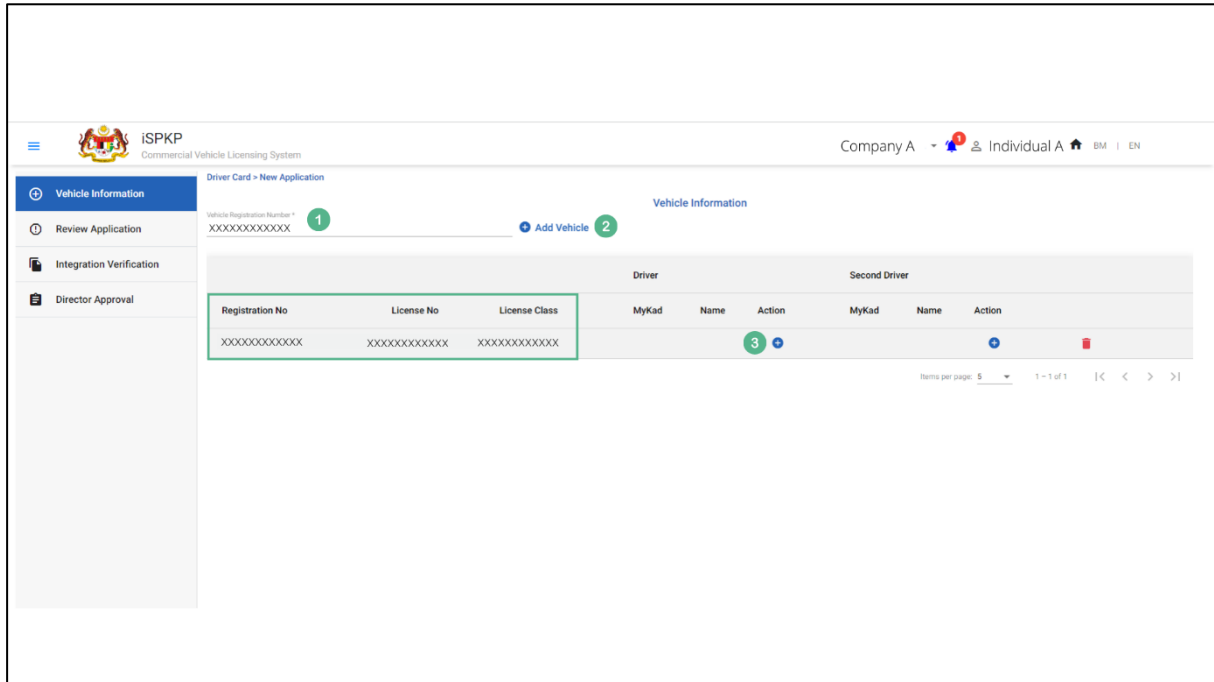 iSPKP
Commercial Vehicle Licensing System
Company A 1 Individual A BM | EN
Driver Card > New Application
Vehicle Information
Vehicle Information
Vehicle Registration Number *
XXXXXXXXXXXX 1 Add Vehicle 2
Review Application
Integration Verification
Director Approval
Driver Second Driver
Registration No License No License Class MyKad Name Action MyKad Name Action
XXXXXXXXXXXX XXXXXXXXXXXX XXXXXXXXXXXX 3
Items per page: 5 1 – 1 of 1